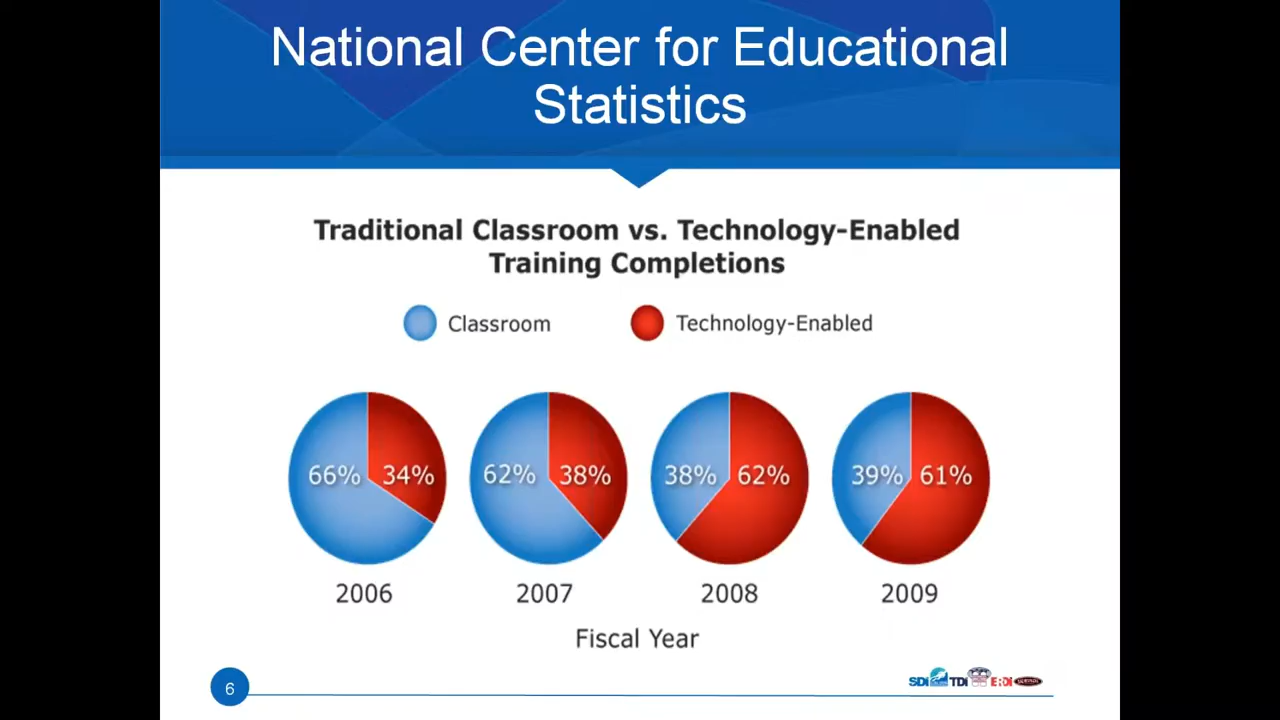 National Center for Educational
Statistics
Traditional Classroom vs. Technology-Enabled
Training Completions
Classroom
Technology-Enabled
66% 34% 62% 38% 38% 62% 39% 61%
2006 2007 2008 2009
Fiscal Year
6
SDI TDI